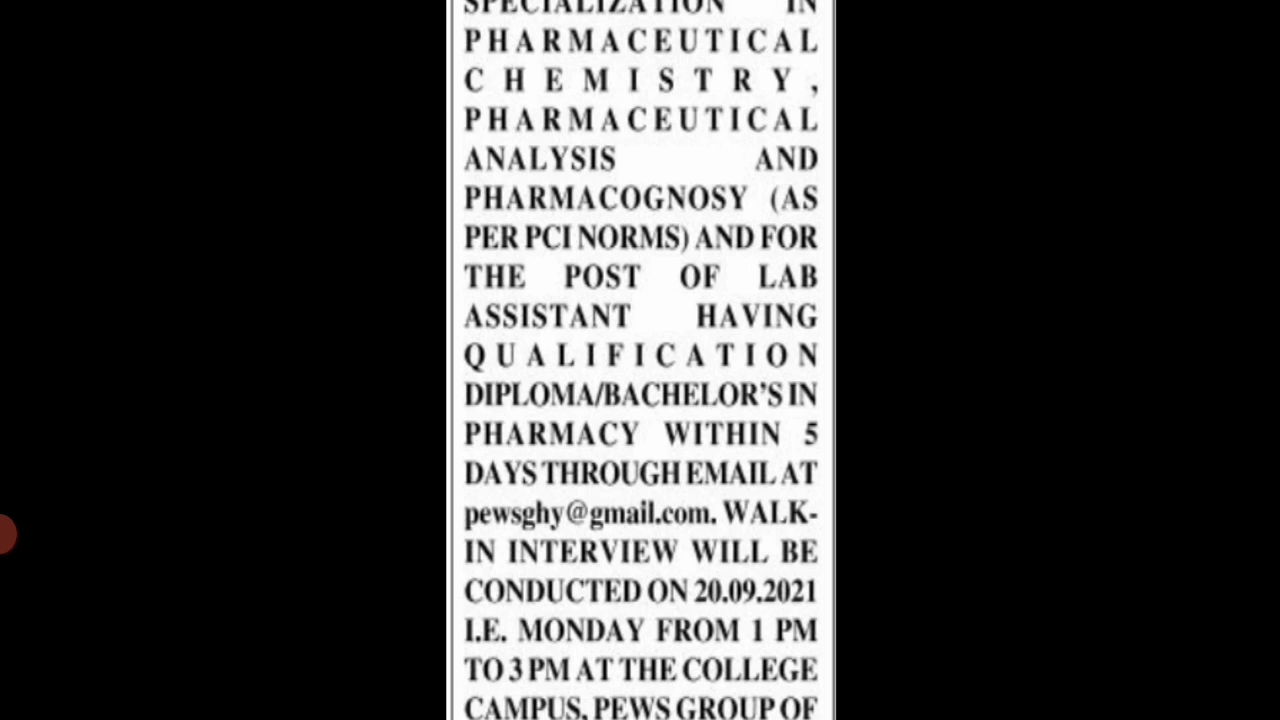 SPECIALIZATION IN
PHARMACEUTICAL
CHEMISTRY,
PHARMACEUTICAL
ANALYSIS AND
PHARMACOGNOSY (AS
PER PCI NORMS) AND FOR
THE POST OF LAB
ASSISTANT HAVING
QUALIFICATION
DIPLOMA/BACHELOR'S IN
PHARMACY WITHIN 5
DAYS THROUGH EMAIL AT
pewsghy@gmail.com. WALK-
IN INTERVIEW WILL BE
CONDUCTED ON 20.09.2021
I.E. MONDAY FROM 1 PM
TO 3 PM AT THE COLLEGE
CAMPUS, PEWS GROUP OF